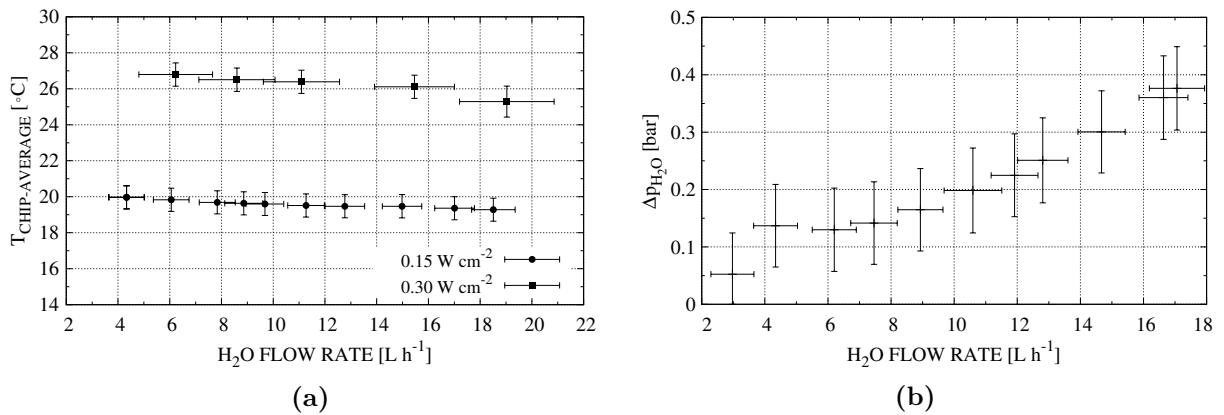 30
28
26
24
22
20
18
16
14
T_CHIP-AVERAGE [°C]
0.15 W cm⁻²
0.30 W cm⁻²
2 4 6 8 10 12 14 16 18 20 22
H₂O FLOW RATE [L h⁻¹]
(a)
0.5
0.4
0.3
0.2
0.1
0
Δp_H₂O [bar]
2 4 6 8 10 12 14 16 18
H₂O FLOW RATE [L h⁻¹]
(b)